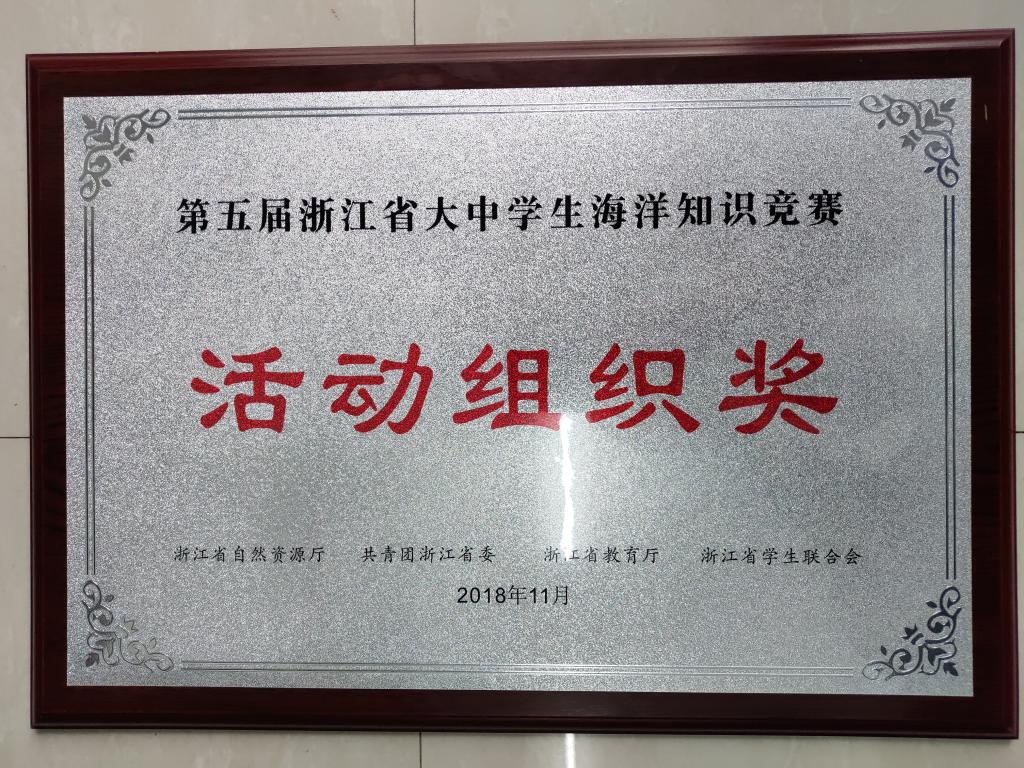 第五届浙江省大中学生海洋知识竞赛
活动组织奖
浙江省自然资源厅 共青团浙江省委 浙江省教育厅 浙江省学生联合会
2018年11月